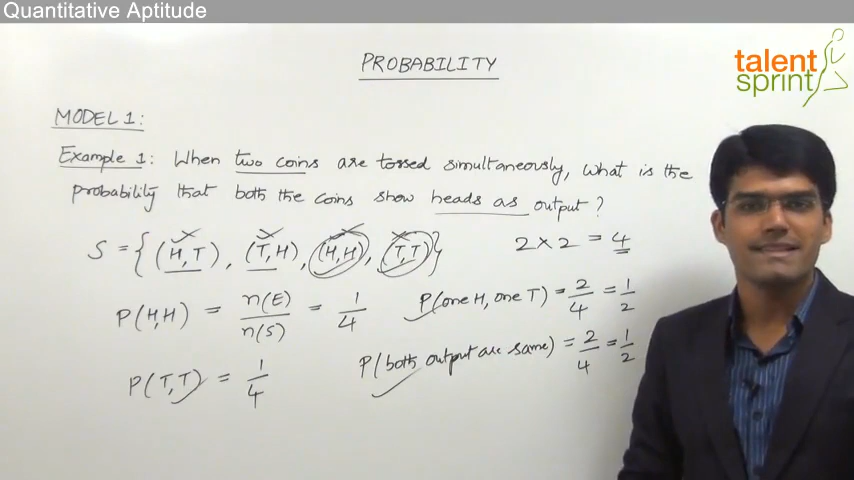 Quantitative Aptitude
talent
sprint
PROBABILITY
MODEL 1:
Example 1: When two coins are tossed simultaneously, what is the
probability that both the coins show heads as output?
S = { (H,T), (T,H), (H,H), (T,T) } 2 × 2 = 4
P(H,H) = n(E)/n(S) = 1/4
P(one H, one T) = 2/4 = 1/2
P(T,T) = 1/4
P(both output are same) = 2/4 = 1/2